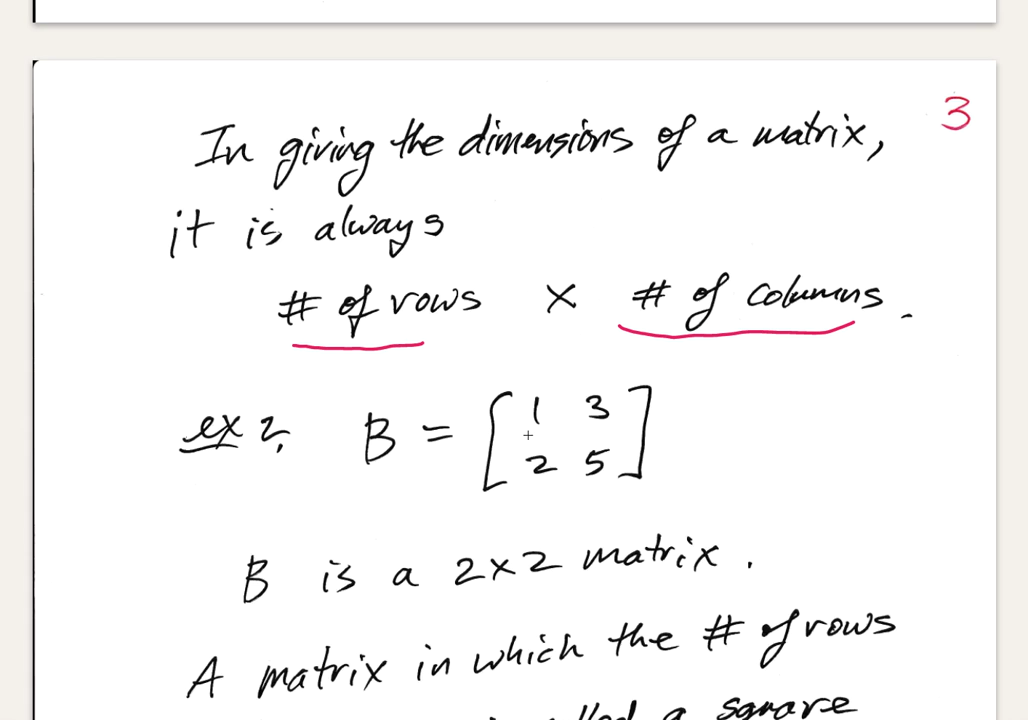 3
In giving the dimensions of a matrix,
it is always
# of rows × # of columns.
ex 2. B = [1 3
2 5]
B is a 2×2 matrix.
A matrix in which the # of rows
a square